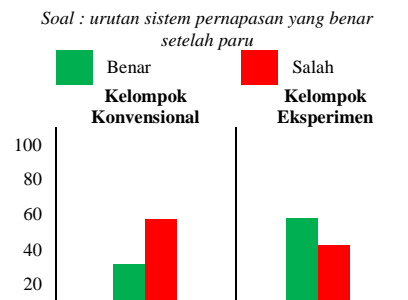 Soal : urutan sistem pernapasan yang benar
setelah paru
Benar
Salah
Kelompok
Konvensional
Kelompok
Eksperimen
100
80
60
40
20